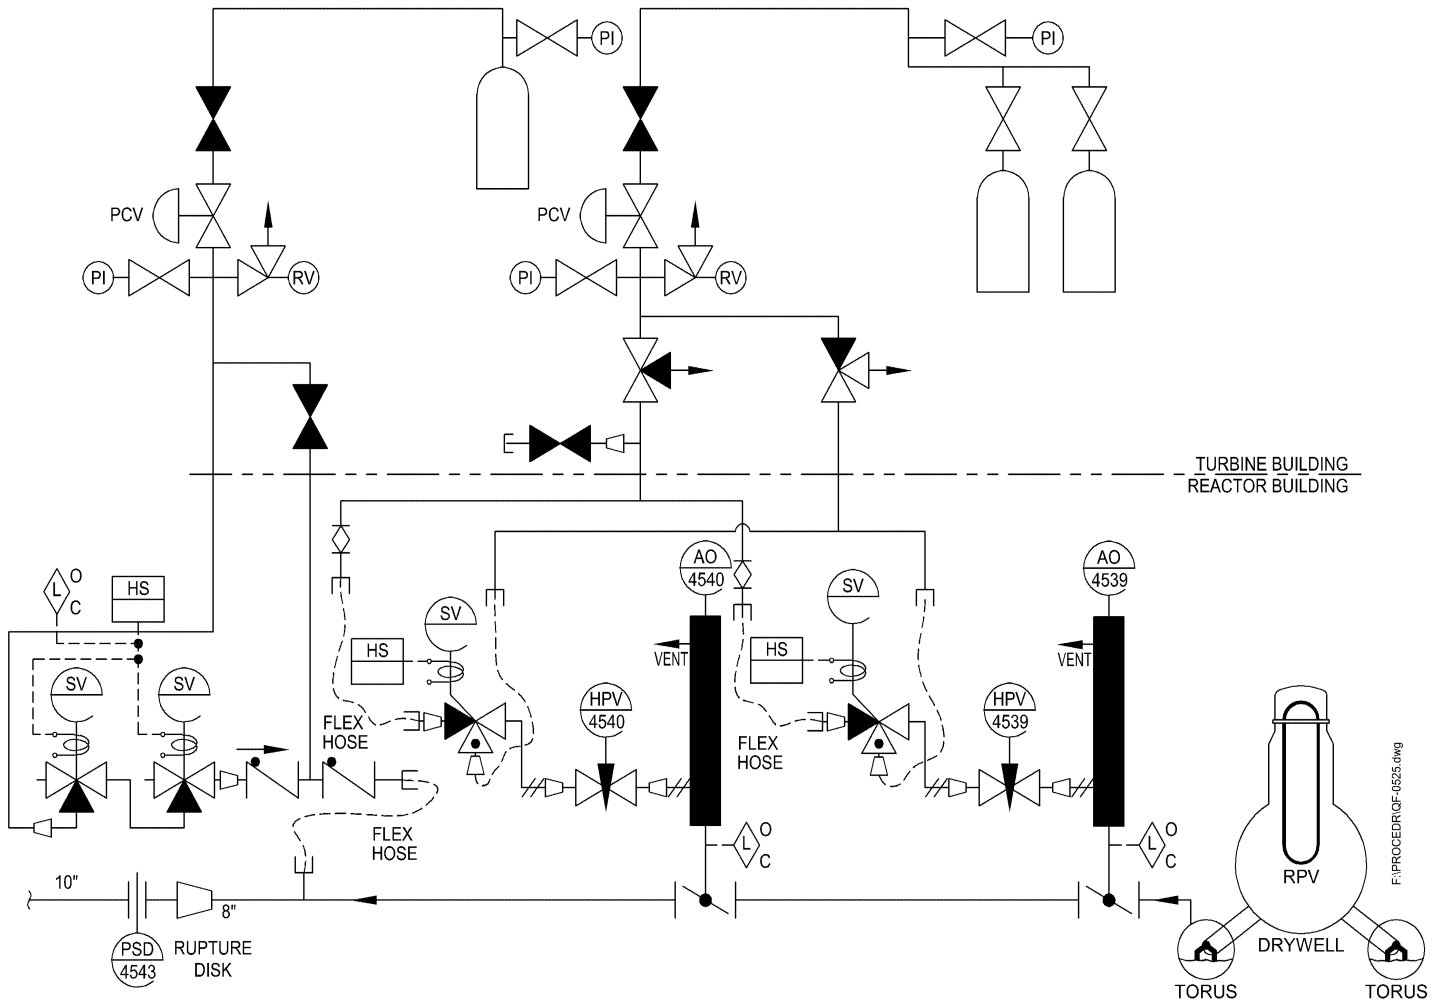 PI
PI
PCV
PCV
PI
RV
PI
RV
TURBINE BUILDING
REACTOR BUILDING
L
O
C
HS
AO
4540
AO
4539
SV
SV
HS
HS
VENT
VENT
SV
SV
HPV
4540
HPV
4539
FLEX
HOSE
FLEX
HOSE
FLEX
HOSE
L
O
C
L
O
C
RPV
DRYWELL
10"
8"
PSD
4543
RUPTURE
DISK
TORUS
TORUS
F:\PROCEDR\QF-0525.dwg